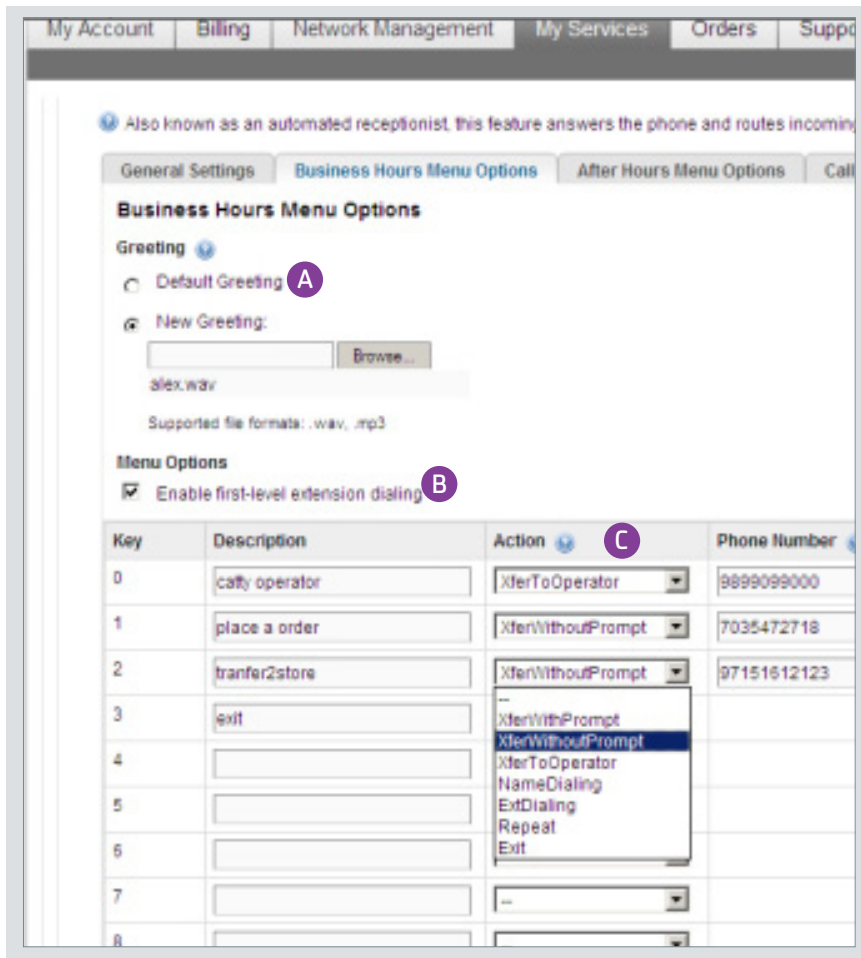 My Account Billing Network Management My Services Orders Suppo
Also known as an automated receptionist, this feature answers the phone and routes incoming
General Settings Business Hours Menu Options After Hours Menu Options Call
Business Hours Menu Options
Greeting
Default Greeting A
New Greeting:
Browse...
alex.wav
Supported file formats: .wav, .mp3
Menu Options
Enable first-level extension dialing B
Key Description Action C Phone Number
0 catty operator XferToOperator 9899099000
1 place a order XferWithoutPrompt 7035472718
2 tranfer2store XferWithoutPrompt 97151612123
--
3 exit XferWithPrompt
XferWithoutPrompt
4 XferToOperator
NameDialing
5 ExtDialing
Repeat
6 Exit
7 --
8